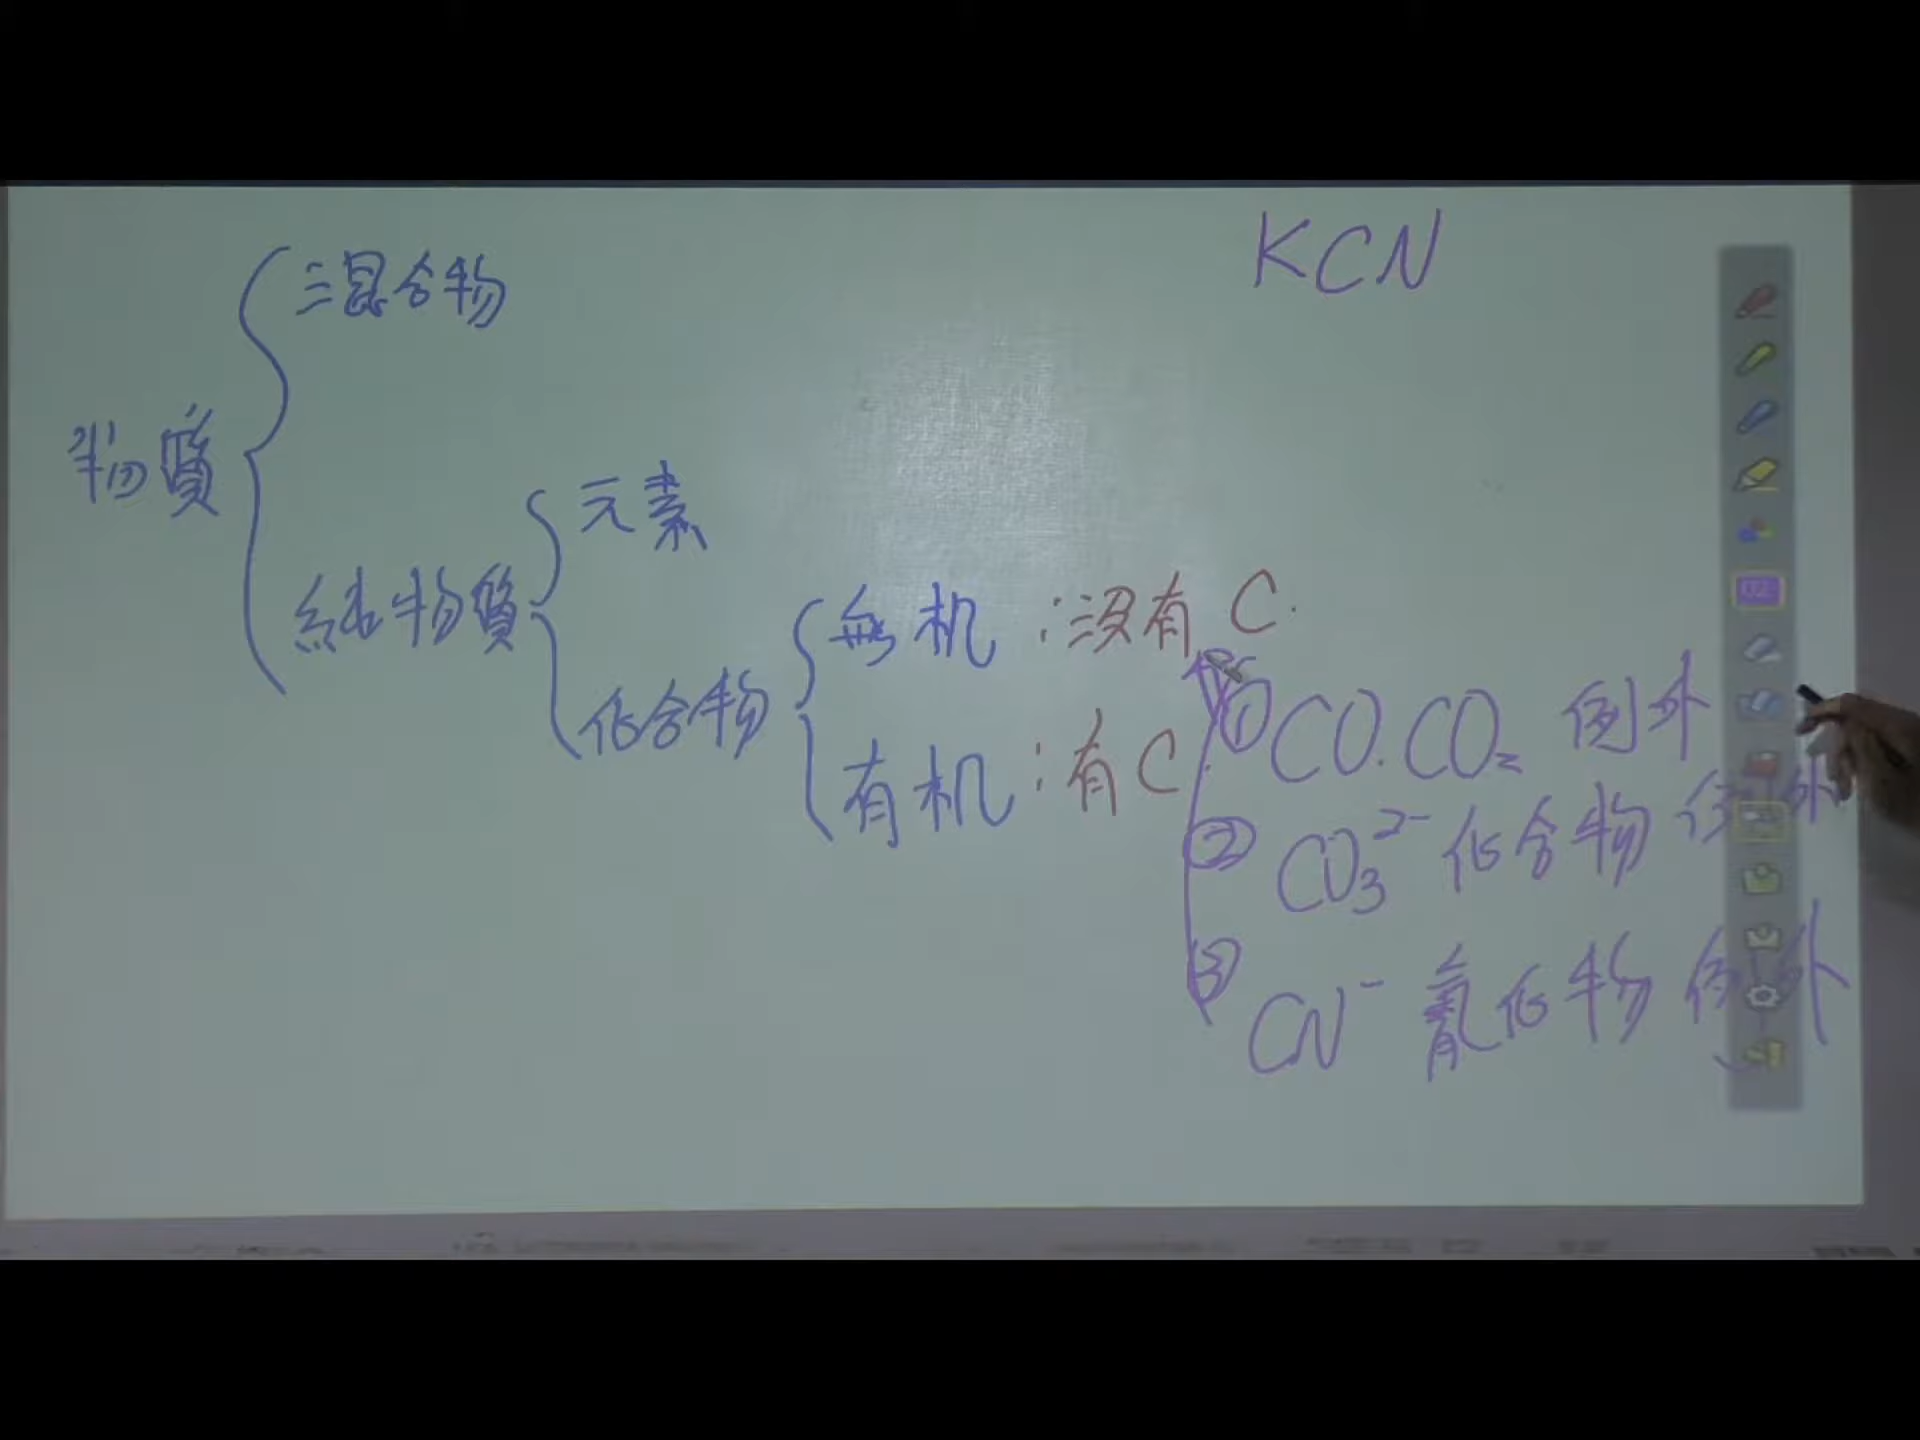 KCN
混合物
物質
元素
純物質
無机：沒有C.
化合物
有机：有C.
① CO. CO₂ 例外
② CO₃²⁻ 化合物 例外
③ CN⁻ 氰化物 例外